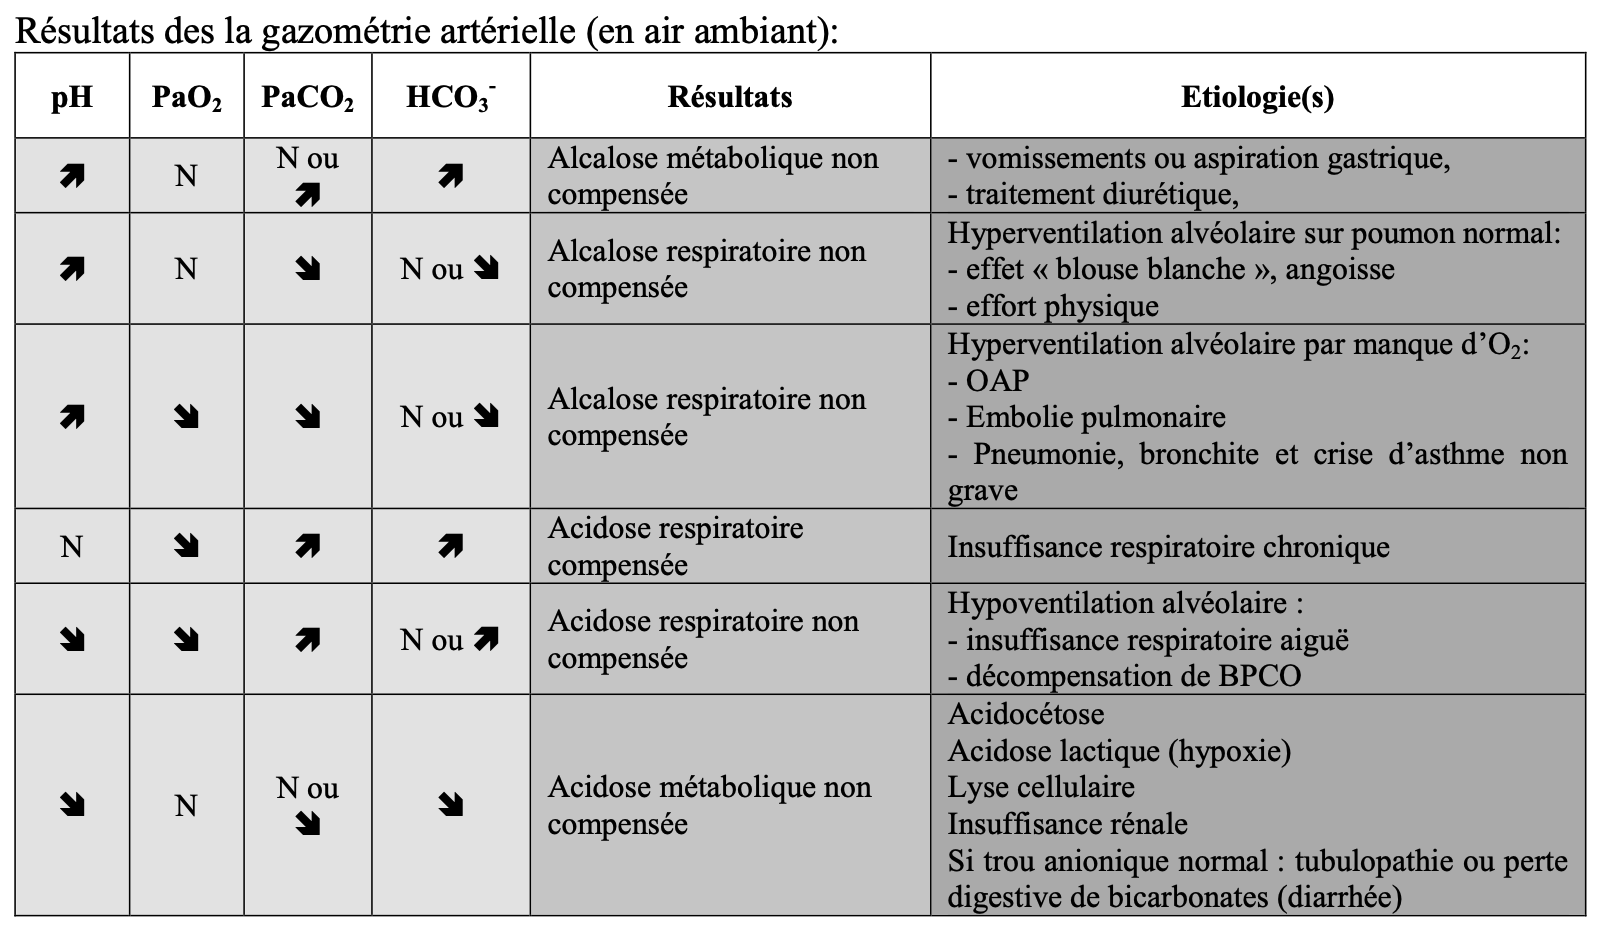 Résultats des la gazométrie artérielle (en air ambiant):
pH PaO₂ PaCO₂ HCO₃⁻ Résultats Etiologie(s)
🡽 N N ou 🡽 🡽 Alcalose métabolique non compensée - vomissements ou aspiration gastrique,
- traitement diurétique,
🡽 N 🡾 N ou 🡾 Alcalose respiratoire non compensée Hyperventilation alvéolaire sur poumon normal:
- effet « blouse blanche », angoisse
- effort physique
🡽 🡾 🡾 N ou 🡾 Alcalose respiratoire non compensée Hyperventilation alvéolaire par manque d’O₂:
- OAP
- Embolie pulmonaire
- Pneumonie, bronchite et crise d’asthme non
grave
N 🡾 🡽 🡽 Acidose respiratoire compensée Insuffisance respiratoire chronique
🡾 🡾 🡽 N ou 🡽 Acidose respiratoire non compensée Hypoventilation alvéolaire :
- insuffisance respiratoire aiguë
- décompensation de BPCO
🡾 N N ou 🡾 🡾 Acidose métabolique non compensée Acidocétose
Acidose lactique (hypoxie)
Lyse cellulaire
Insuffisance rénale
Si trou anionique normal : tubulopathie ou perte
digestive de bicarbonates (diarrhée)